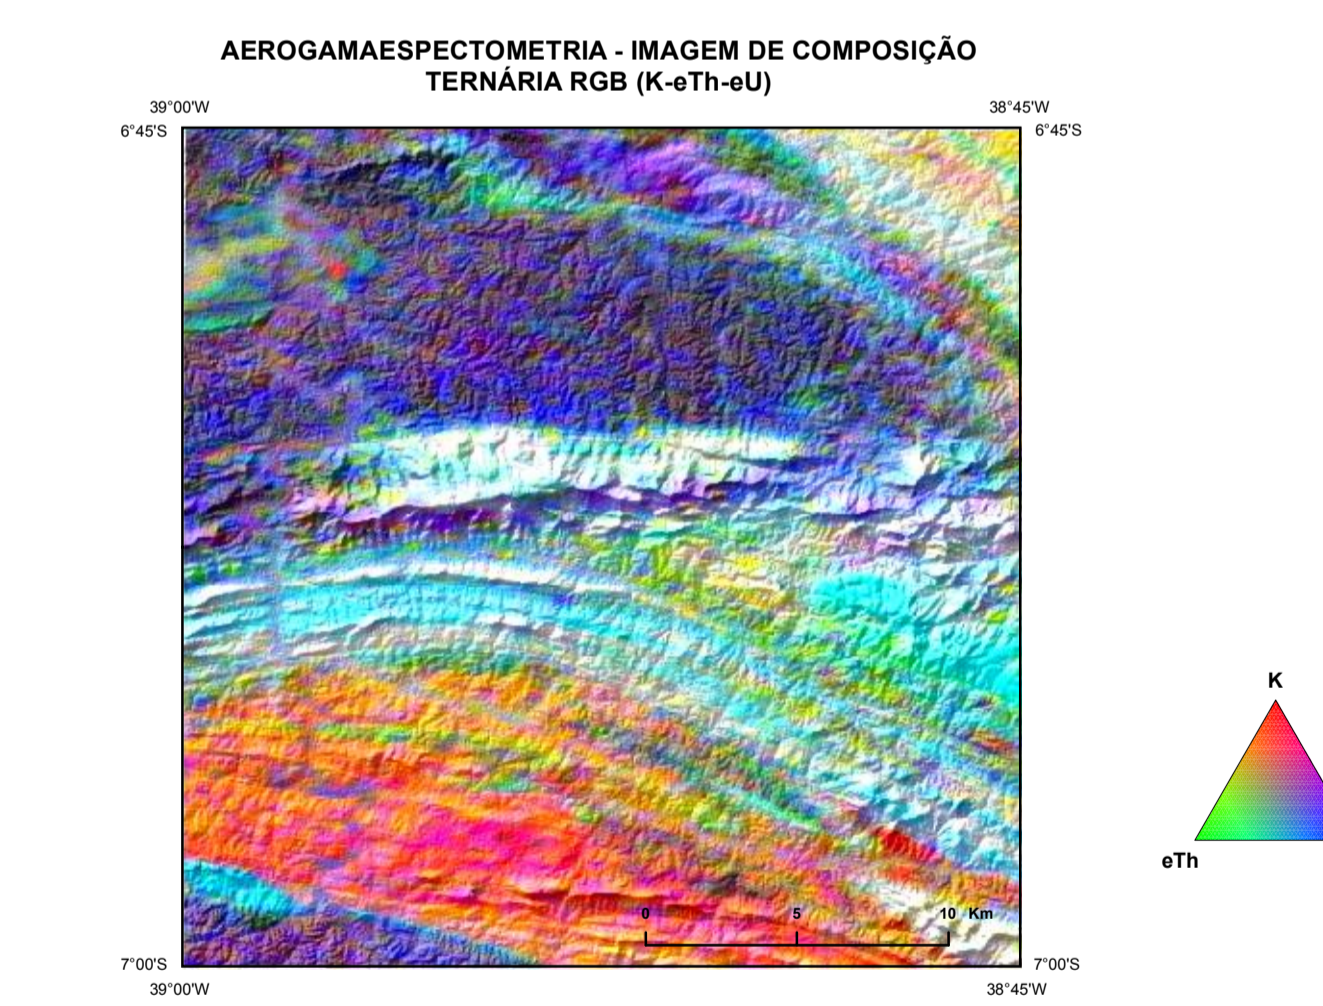 AEROGAMAESPECTOMETRIA - IMAGEM DE COMPOSIÇÃO
TERNÁRIA RGB (K-eTh-eU)
39°00'W
38°45'W
6°45'S
6°45'S
K
eTh
0
5
10 Km
7°00'S
7°00'S
39°00'W
38°45'W